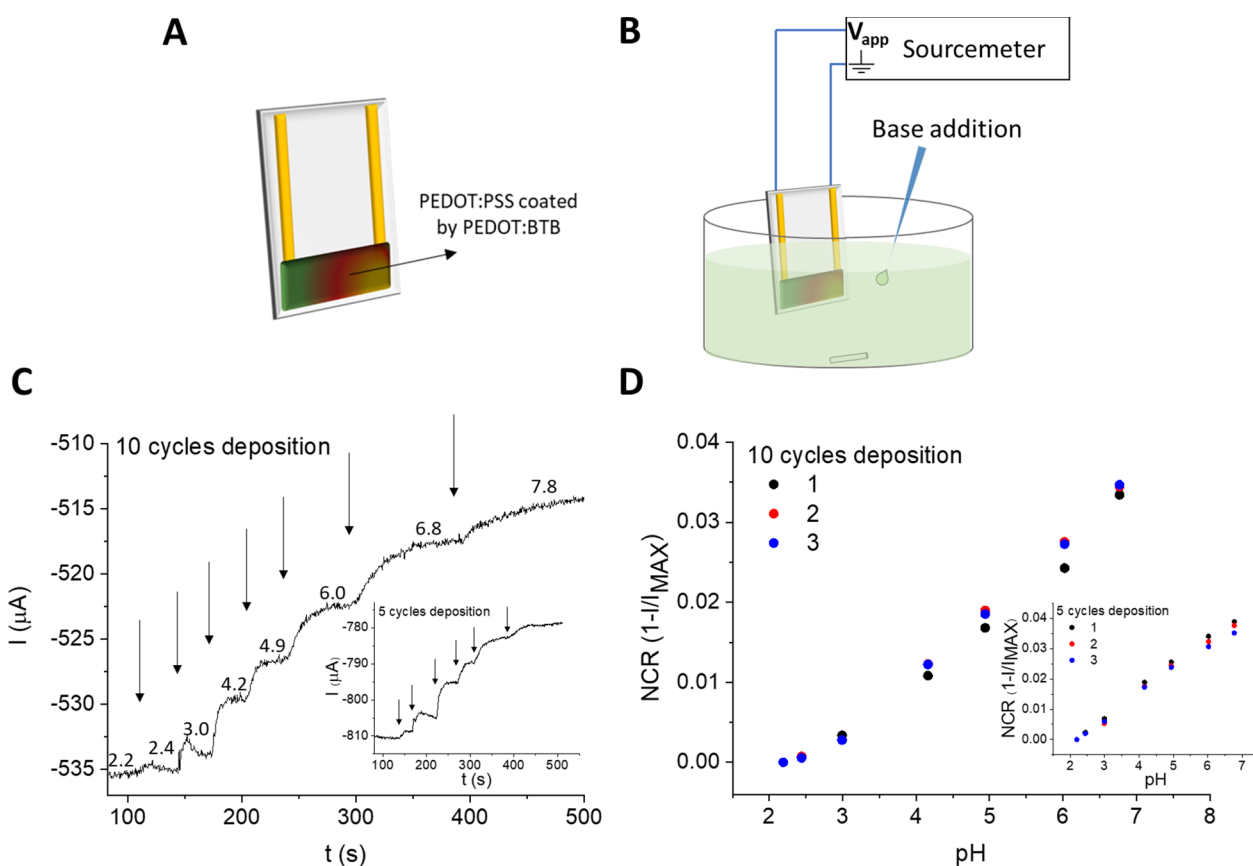 A
PEDOT:PSS coated
by PEDOT:BTB
B
Vapp
Sourcemeter
Base addition
C
10 cycles deposition
I (μA)
-510
-515
-520
-525
-530
-535
2.2
2.4
3.0
4.2
4.9
6.0
6.8
7.8
100
200
300
400
500
t (s)
5 cycles deposition
I (μA)
-780
-790
-800
-810
100
200
300
400
500
t (s)
D
10 cycles deposition
1
2
3
NCR (1-I/IMAX)
0.04
0.03
0.02
0.01
0.00
2
3
4
5
6
7
8
pH
5 cycles deposition
1
2
3
NCR (1-I/IMAX)
0.04
0.03
0.02
0.01
0.00
2
3
4
5
6
7
pH